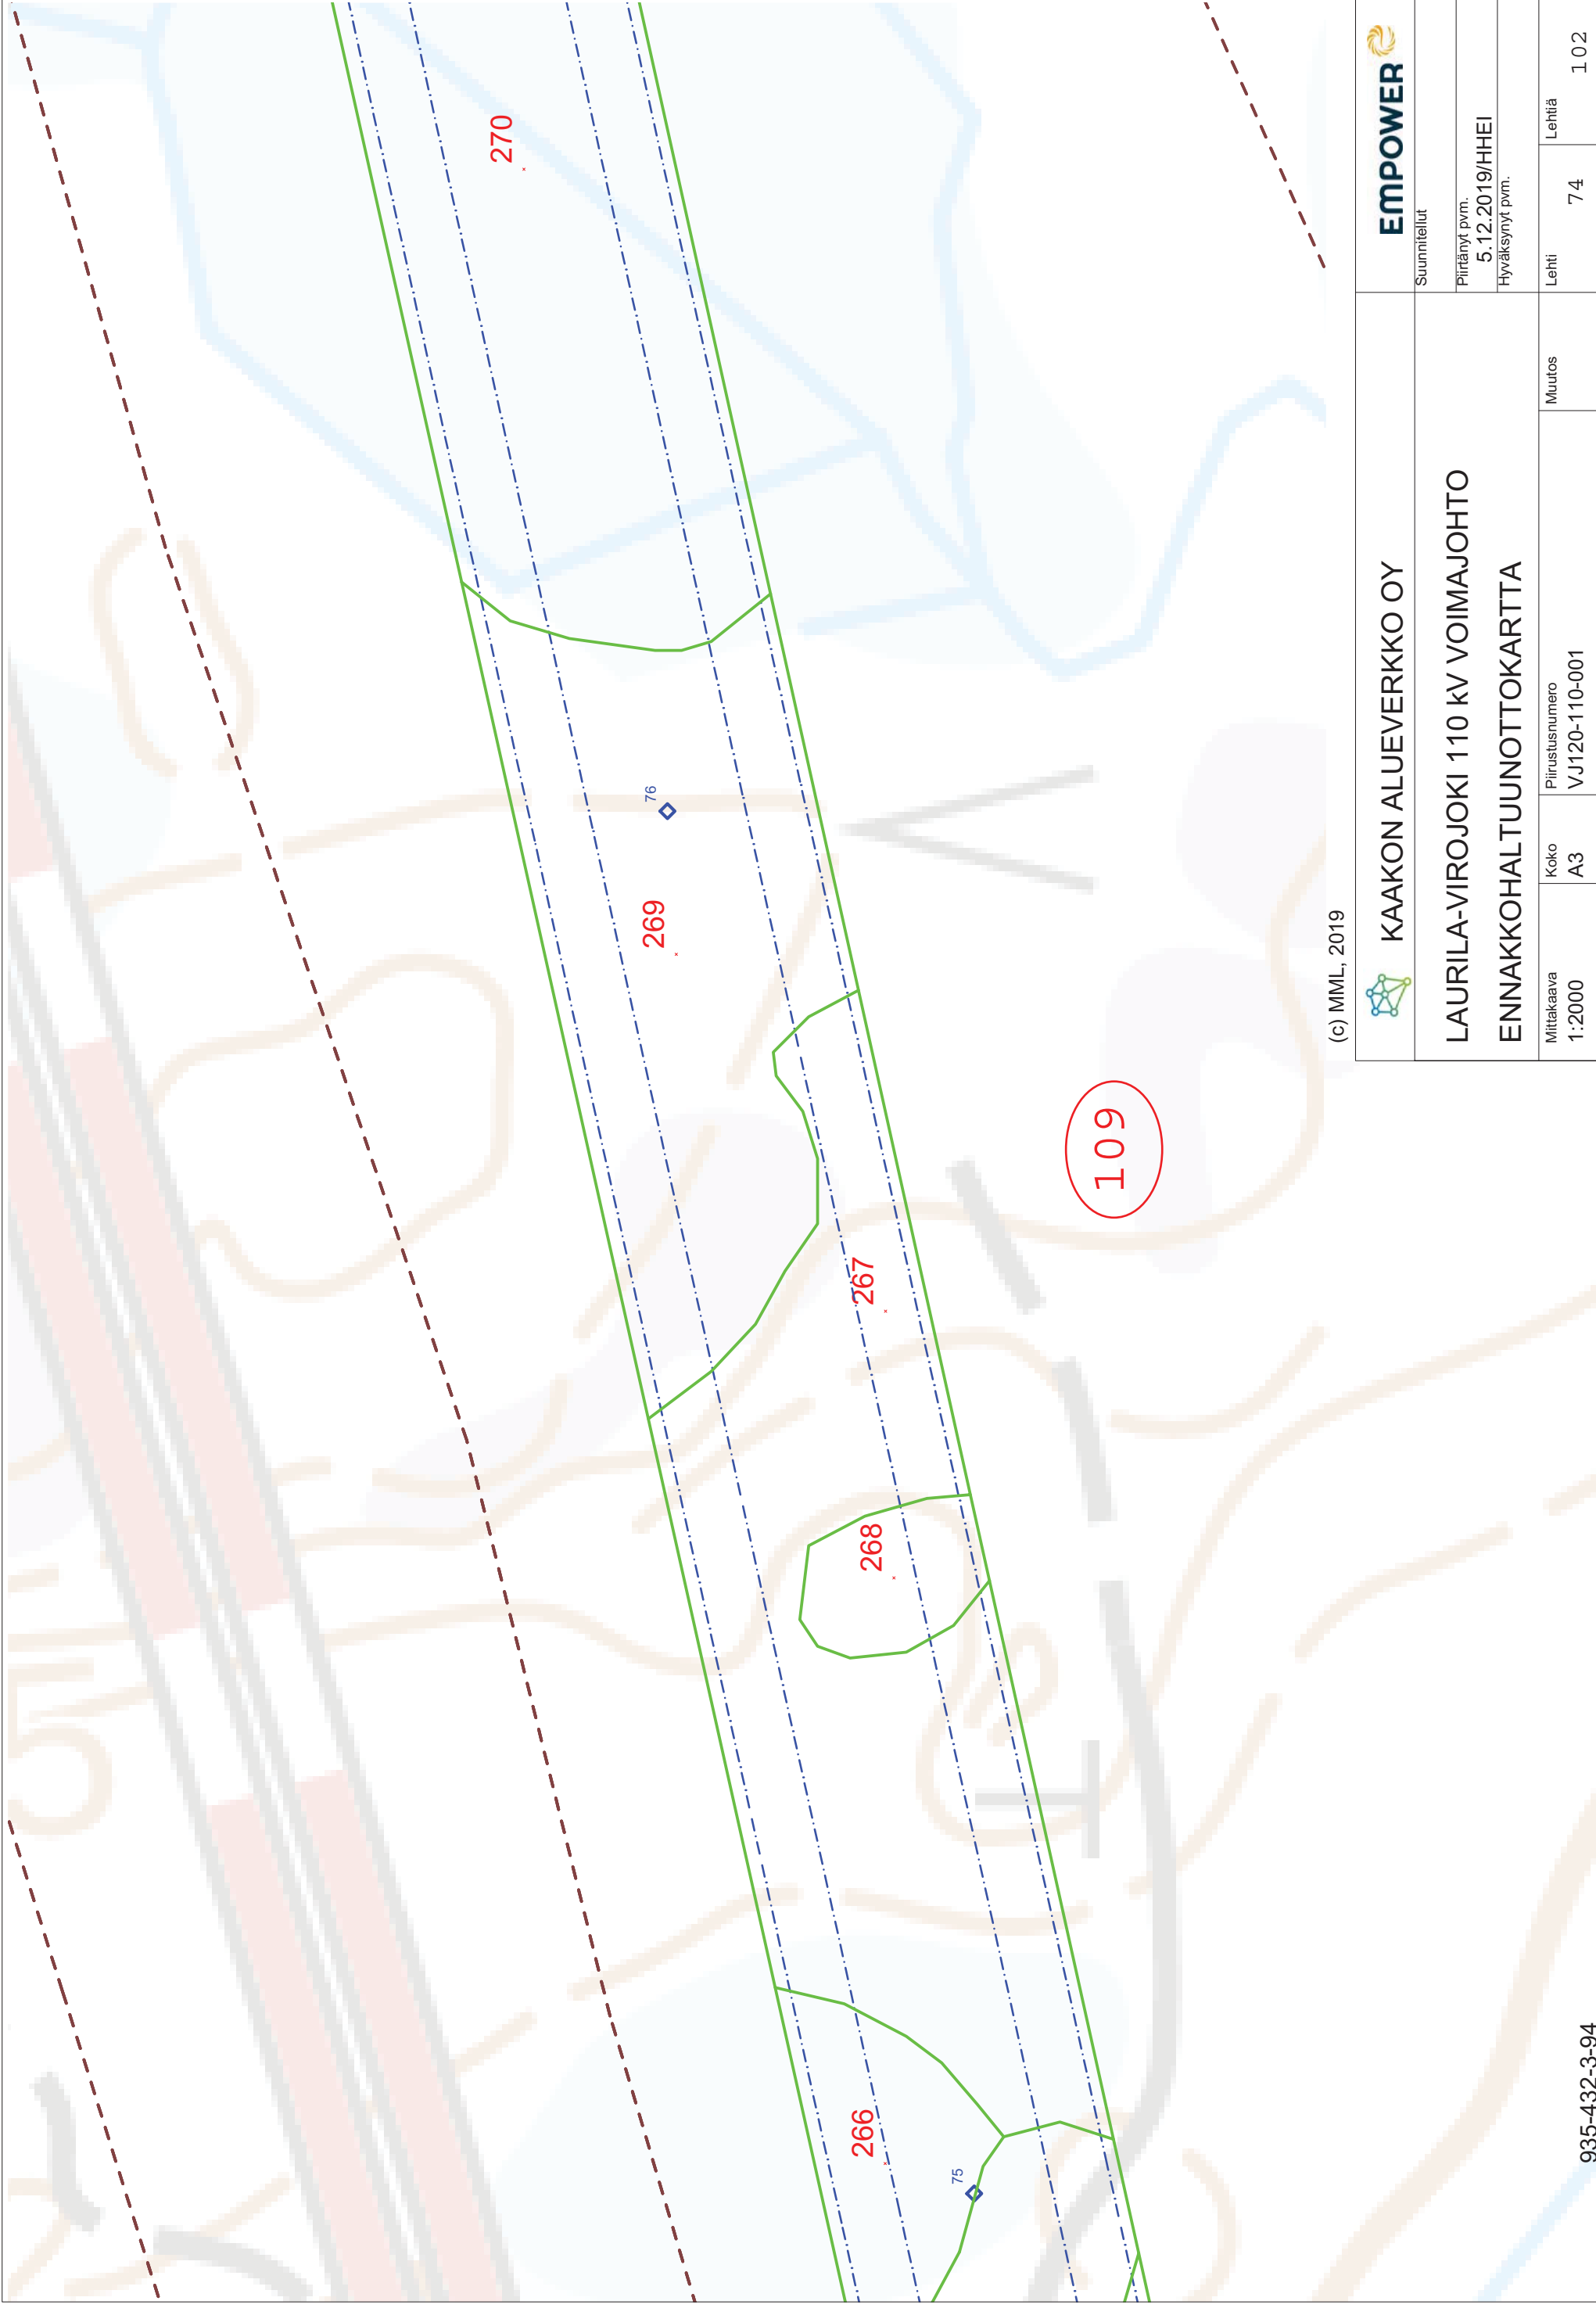 270
76
269
267
109
268
266
75
935-432-3-94
(c) MML, 2019
KAAKON ALUEVERKKO OY
EMPOWER
LAURILA-VIROJOKI 110 kV VOIMAJOHTO
ENNAKKOHALTUUNOTTOKARTTA
Suunnitellut
Piirtänyt pvm.
5.12.2019/HHEI
Hyväksynyt pvm.
Mittakaava
1:2000
Koko
A3
Piirustusnumero
VJ120-110-001
Muutos
Lehti
74
Lehtiä
102